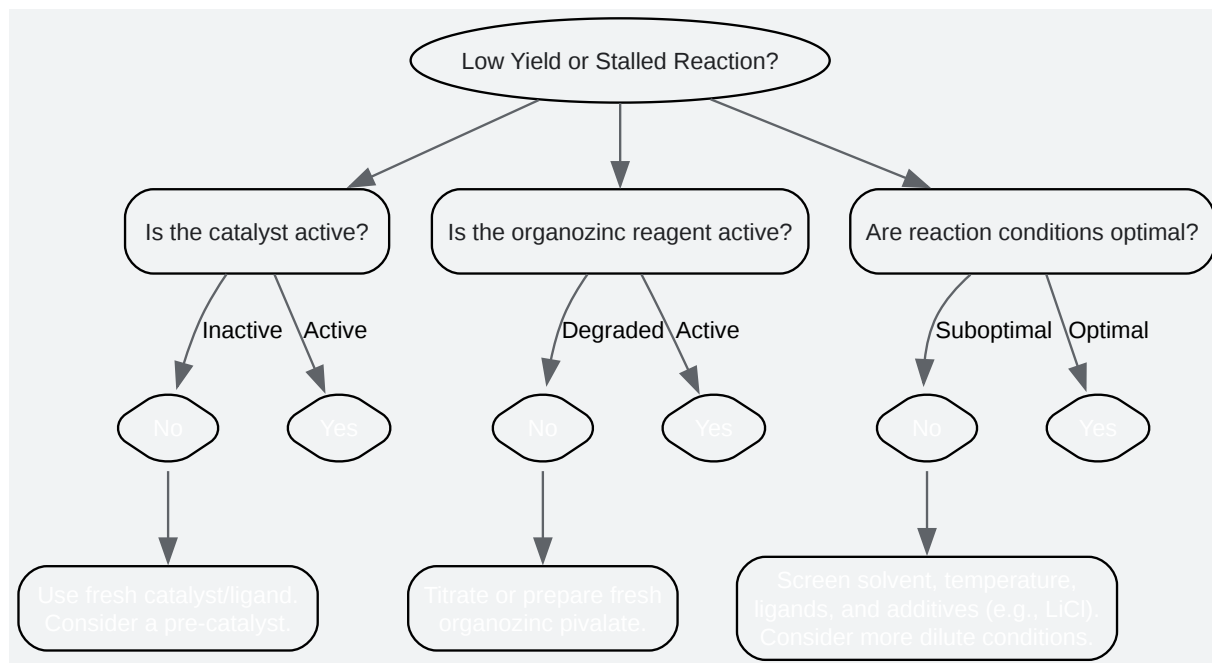 Low Yield or Stalled Reaction?
Is the catalyst active?
Is the organozinc reagent active?
Are reaction conditions optimal?
Inactive
Active
Degraded
Active
Suboptimal
Optimal
No
Yes
No
Yes
No
Yes
Use fresh catalyst/ligand.
Consider a pre-catalyst.
Titrate or prepare fresh
organozinc pivalate.
Screen solvent, temperature,
ligands, and additives (e.g., LiCl).
Consider more dilute conditions.